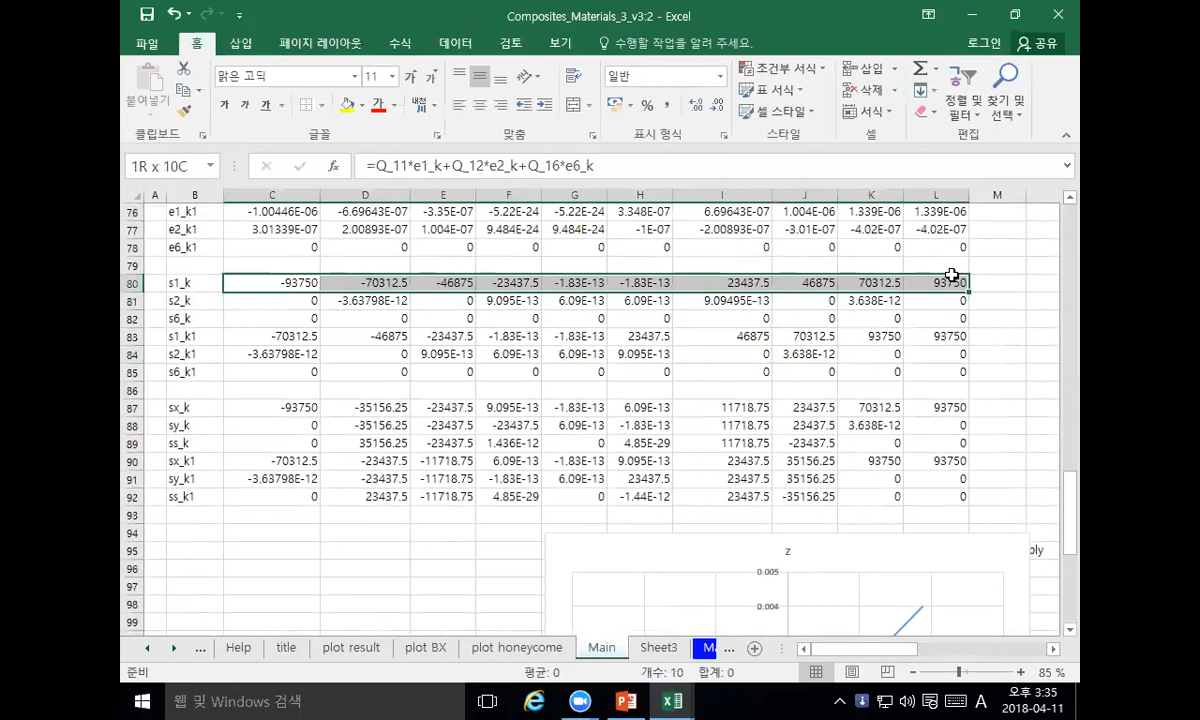 Composites_Materials_3_v3:2 - Excel
파일 홈 삽입 페이지 레이아웃 수식 데이터 검토 보기 수행할 작업을 알려 주세요. 로그인 공유
붙여넣기 맑은 고딕 11 일반 조건부 서식 표 서식 셀 스타일 삽입 삭제 서식 정렬 및 필터 찾기 및 선택
가 가 가 가 가 내천
클립보드 글꼴 맞춤 표시 형식 스타일 셀 편집
1R x 10C fx =Q_11*e1_k+Q_12*e2_k+Q_16*e6_k
A B C D E F G H I J K L M
76 e1_k1 -1.00446E-06 -6.69643E-07 -3.35E-07 -5.22E-24 -5.22E-24 3.348E-07 6.69643E-07 1.004E-06 1.339E-06 1.339E-06
77 e2_k1 3.01339E-07 2.00893E-07 1.004E-07 9.484E-24 9.484E-24 -1E-07 -2.00893E-07 -3.01E-07 -4.02E-07 -4.02E-07
78 e6_k1 0 0 0 0 0 0 0 0 0 0
79
80 s1_k -93750 -70312.5 -46875 -23437.5 -1.83E-13 -1.83E-13 23437.5 46875 70312.5 93750
81 s2_k 0 -3.63798E-12 0 9.095E-13 6.09E-13 6.09E-13 9.09495E-13 0 3.638E-12 0
82 s6_k 0 0 0 0 0 0 0 0 0 0
83 s1_k1 -70312.5 -46875 -23437.5 -1.83E-13 -1.83E-13 23437.5 46875 70312.5 93750 93750
84 s2_k1 -3.63798E-12 0 9.095E-13 6.09E-13 6.09E-13 9.095E-13 0 3.638E-12 0 0
85 s6_k1 0 0 0 0 0 0 0 0 0 0
86
87 sx_k -93750 -35156.25 -23437.5 9.095E-13 -1.83E-13 6.09E-13 11718.75 23437.5 70312.5 93750
88 sy_k 0 -35156.25 -23437.5 -23437.5 6.09E-13 -1.83E-13 11718.75 23437.5 3.638E-12 0
89 ss_k 0 35156.25 -23437.5 1.436E-12 0 4.85E-29 11718.75 -23437.5 0 0
90 sx_k1 -70312.5 -23437.5 -11718.75 6.09E-13 -1.83E-13 9.095E-13 23437.5 35156.25 93750 93750
91 sy_k1 -3.63798E-12 -23437.5 -11718.75 -1.83E-13 6.09E-13 23437.5 23437.5 35156.25 0 0
92 ss_k1 0 23437.5 -11718.75 4.85E-29 0 -1.44E-12 23437.5 -35156.25 0 0
93
94
95 z ply
96 0.005
97
98 0.004
99
... Help title plot result plot BX plot honeycome Main Sheet3 ...
준비 평균: 0 개수: 10 합계: 0 85 %
웹 및 Windows 검색 A 오후 3:35
2018-04-11